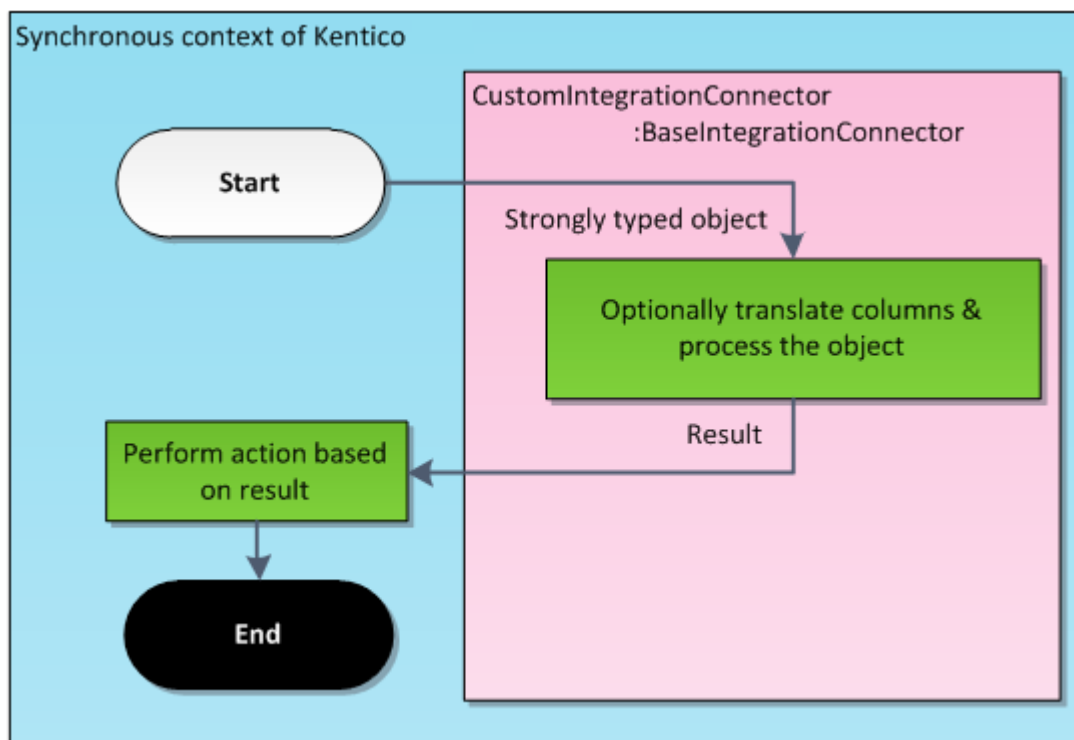 Synchronous context of Kentico
CustomIntegrationConnector
:BaseIntegrationConnector
Start
Strongly typed object
Optionally translate columns &
process the object
Result
Perform action based
on result
End